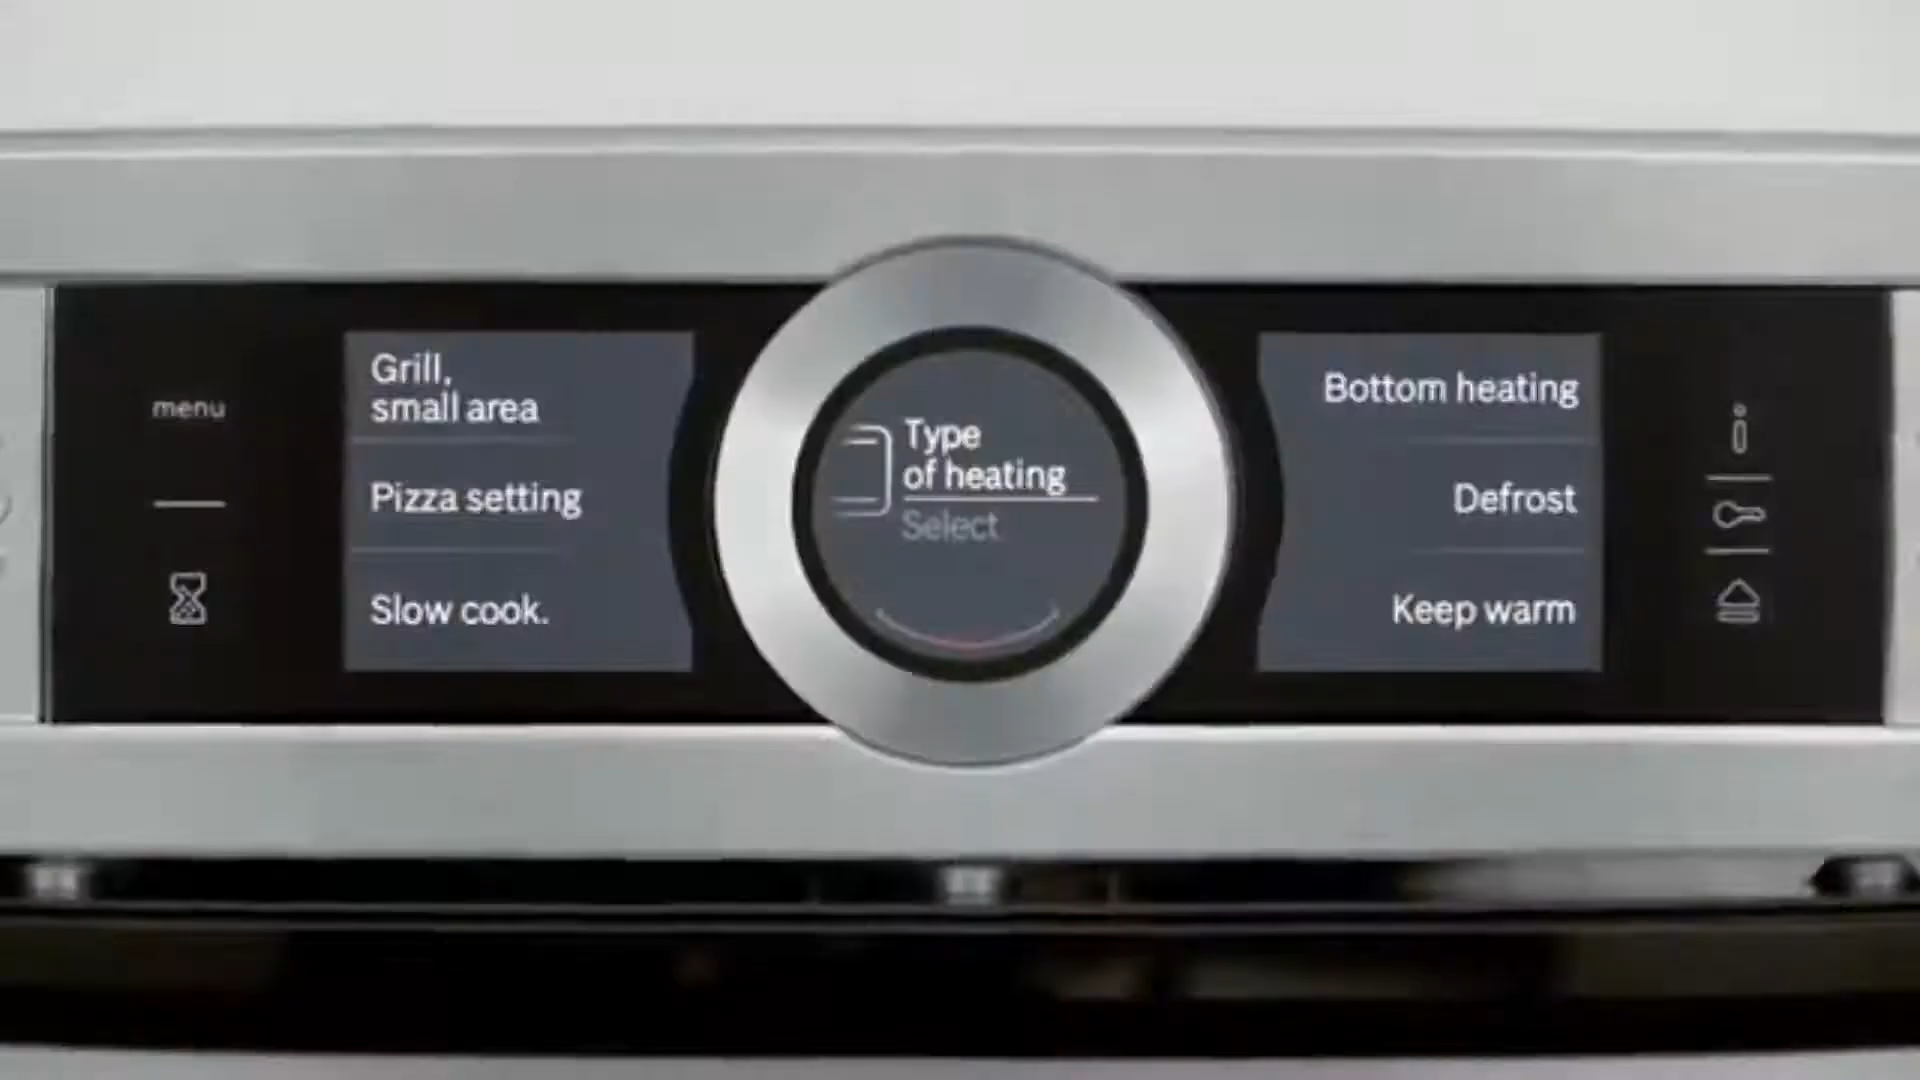 menu
Grill,
small area
Pizza setting
Slow cook.
Type
of heating
Select
Bottom heating
Defrost
Keep warm